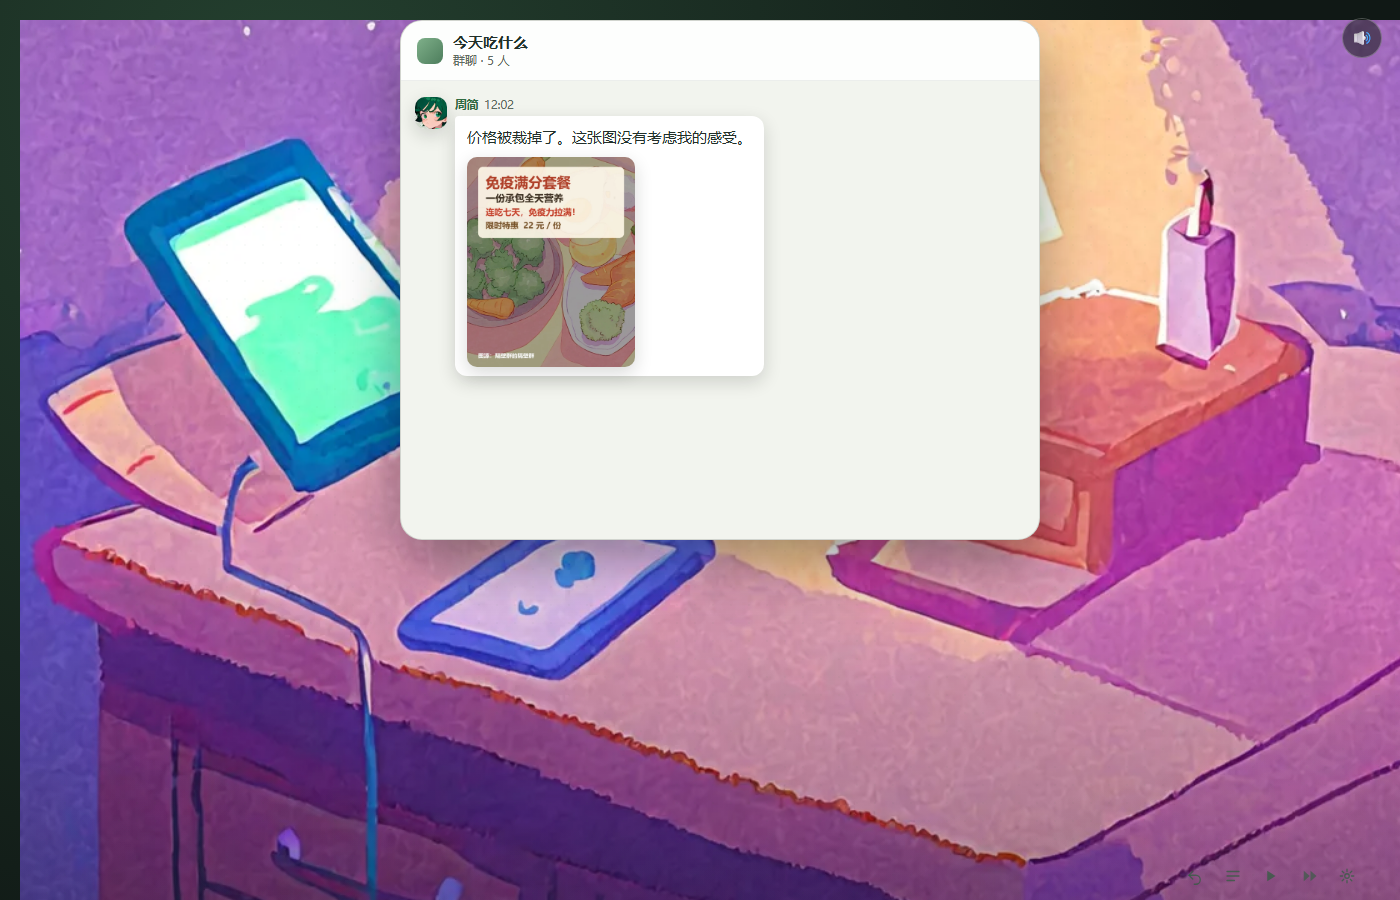 今天吃什么
群聊 · 5 人
周简 12:02
价格被裁掉了。这张图没有考虑我的感受。
免疫满分套餐
一份承包全天营养
连吃七天，免疫力拉满！
限时特惠 22 元 / 份